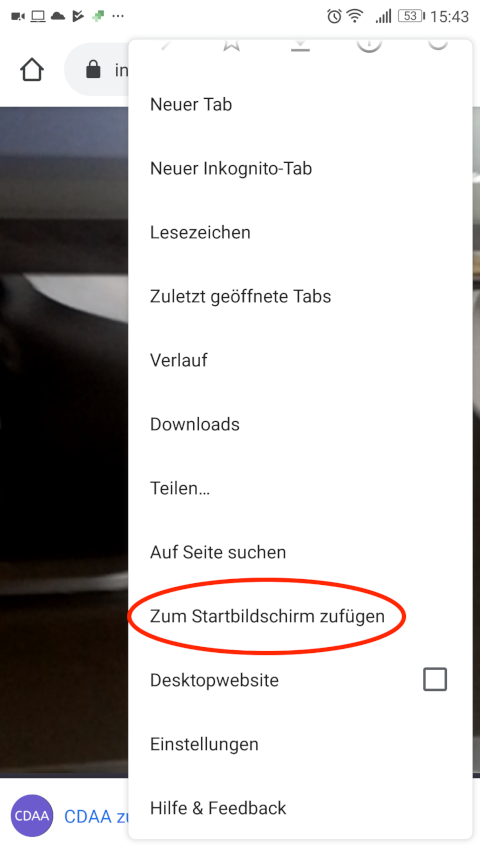 53 15:43
in
Neuer Tab
Neuer Inkognito-Tab
Lesezeichen
Zuletzt geöffnete Tabs
Verlauf
Downloads
Teilen...
Auf Seite suchen
Zum Startbildschirm zufügen
Desktopwebsite
Einstellungen
Hilfe & Feedback
CDAA CDAA zu